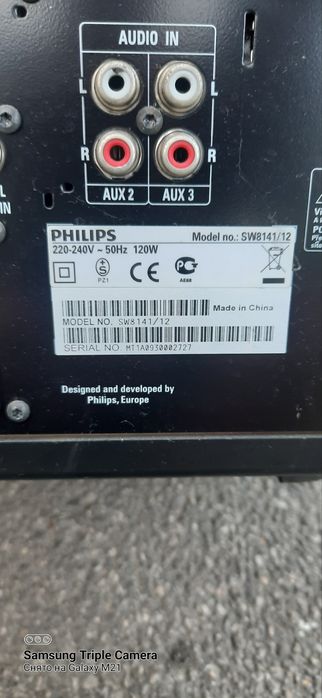 AUDIO IN
L
L
R
R
AUX 2
AUX 3
IN
PHILIPS
Model no.: SW8141/12
220-240V ~ 50Hz 120W
S
PZ1
CE
AE68
Made in China
MODEL NO. SW8141/12
SERIAL NO. MT1A0930002727
Designed and developed by
Philips, Europe
Samsung Triple Camera
Снято на Galaxy M21